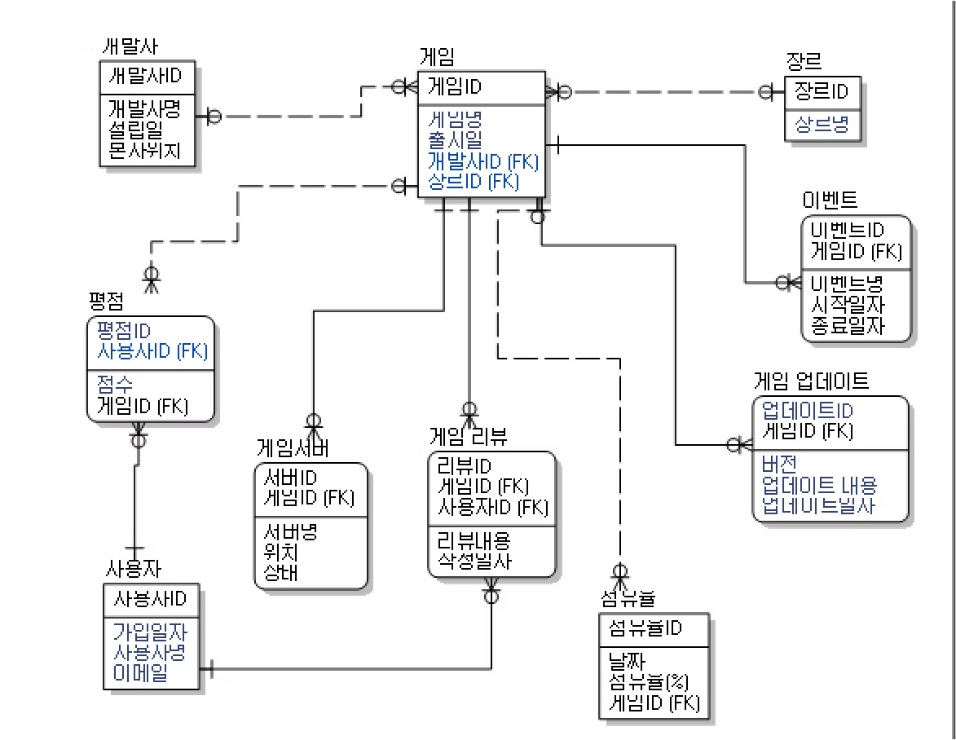 개발사
개발사ID
개발사명
설립일
본사위치
게임
게임ID
게임명
출시일
개발사ID (FK)
장르ID (FK)
장르
장르ID
장르명
이벤트
이벤트ID
게임ID (FK)
이벤트명
시작일자
종료일자
평점
평점ID
사용자ID (FK)
점수
게임ID (FK)
게임 업데이트
업데이트ID
게임ID (FK)
버전
업데이트 내용
업데이트일자
게임서버
서버ID
게임ID (FK)
서버명
위치
상태
게임 리뷰
리뷰ID
게임ID (FK)
사용자ID (FK)
리뷰내용
작성일자
사용자
사용자ID
가입일자
사용자명
이메일
점유율
점유율ID
날짜
점유율(%)
게임ID (FK)